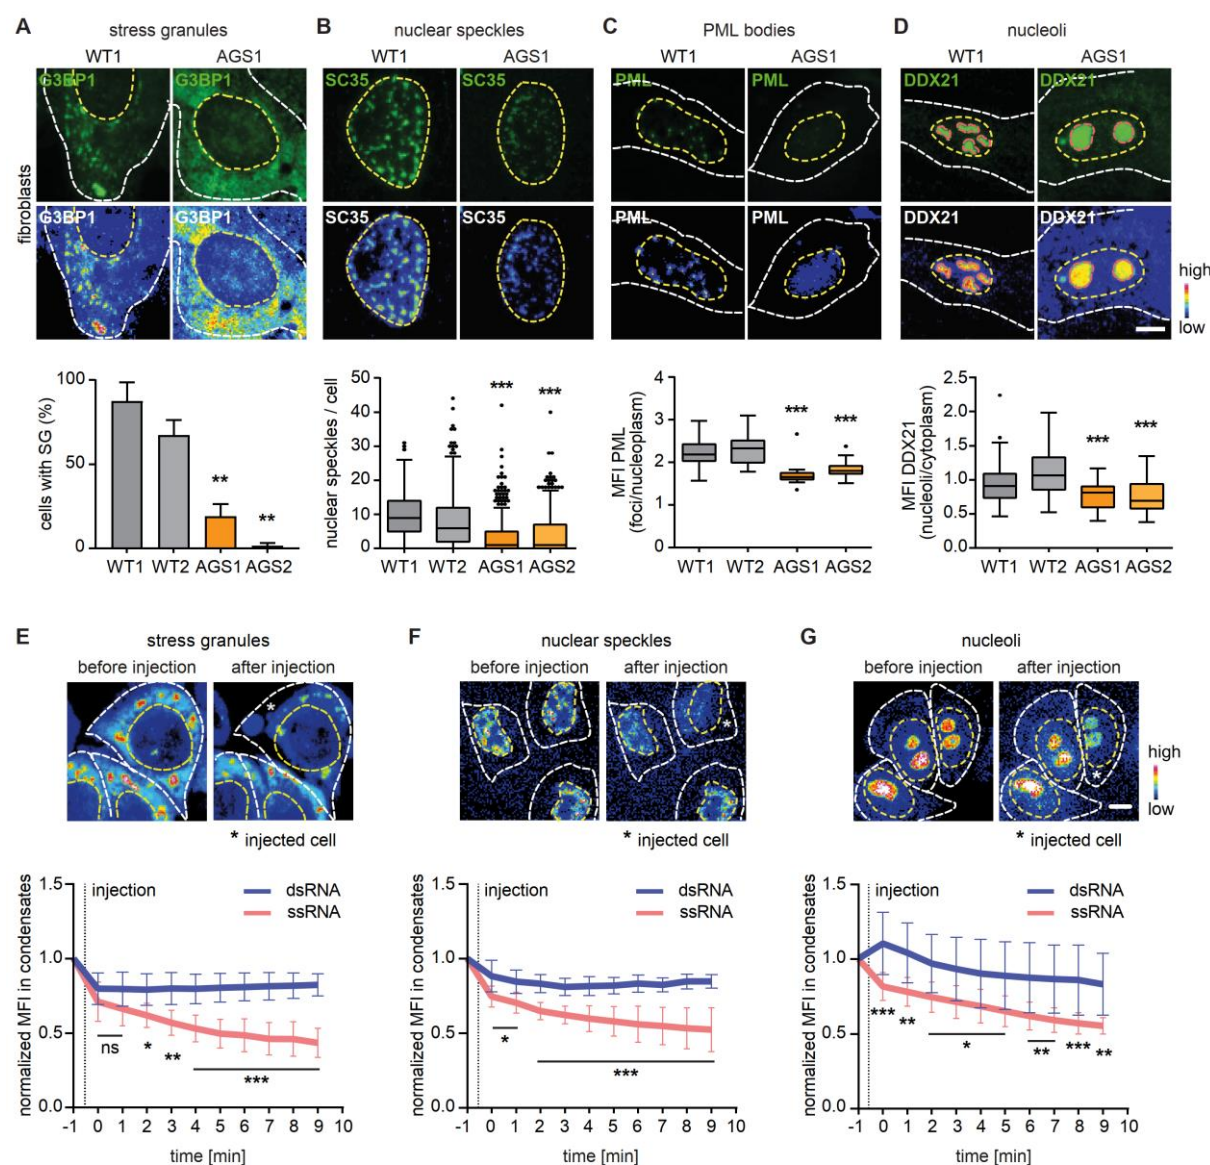 A stress granules
WT1 AGS1
G3BP1 G3BP1
G3BP1 G3BP1
fibroblasts
cells with SG (%)
100
50
0
** **
WT1 WT2 AGS1 AGS2
B nuclear speckles
WT1 AGS1
SC35 SC35
SC35 SC35
nuclear speckles / cell
50
40
30
20
10
0
*** ***
WT1 WT2 AGS1 AGS2
C PML bodies
WT1 AGS1
PML PML
PML PML
MFI PML
(foci/nucleoplasm)
4
3
2
1
0
*** ***
WT1 WT2 AGS1 AGS2
D nucleoli
WT1 AGS1
DDX21 DDX21
DDX21 DDX21
high
low
MFI DDX21
(nucleoli/cytoplasm)
2.5
2.0
1.5
1.0
0.5
0
*** ***
WT1 WT2 AGS1 AGS2
E stress granules
before injection after injection
*
* injected cell
normalized MFI in condensates
1.5
1.0
0.5
0.0
injection
dsRNA
ssRNA
ns * ** ***
-1 0 1 2 3 4 5 6 7 8 9 10
time [min]
F nuclear speckles
before injection after injection
*
* injected cell
normalized MFI in condensates
1.5
1.0
0.5
0.0
injection
dsRNA
ssRNA
* ***
-1 0 1 2 3 4 5 6 7 8 9 10
time [min]
G nucleoli
before injection after injection
*
high
low
* injected cell
normalized MFI in condensates
1.5
1.0
0.5
0.0
injection
dsRNA
ssRNA
*** ** * ** *** **
-1 0 1 2 3 4 5 6 7 8 9 10
time [min]